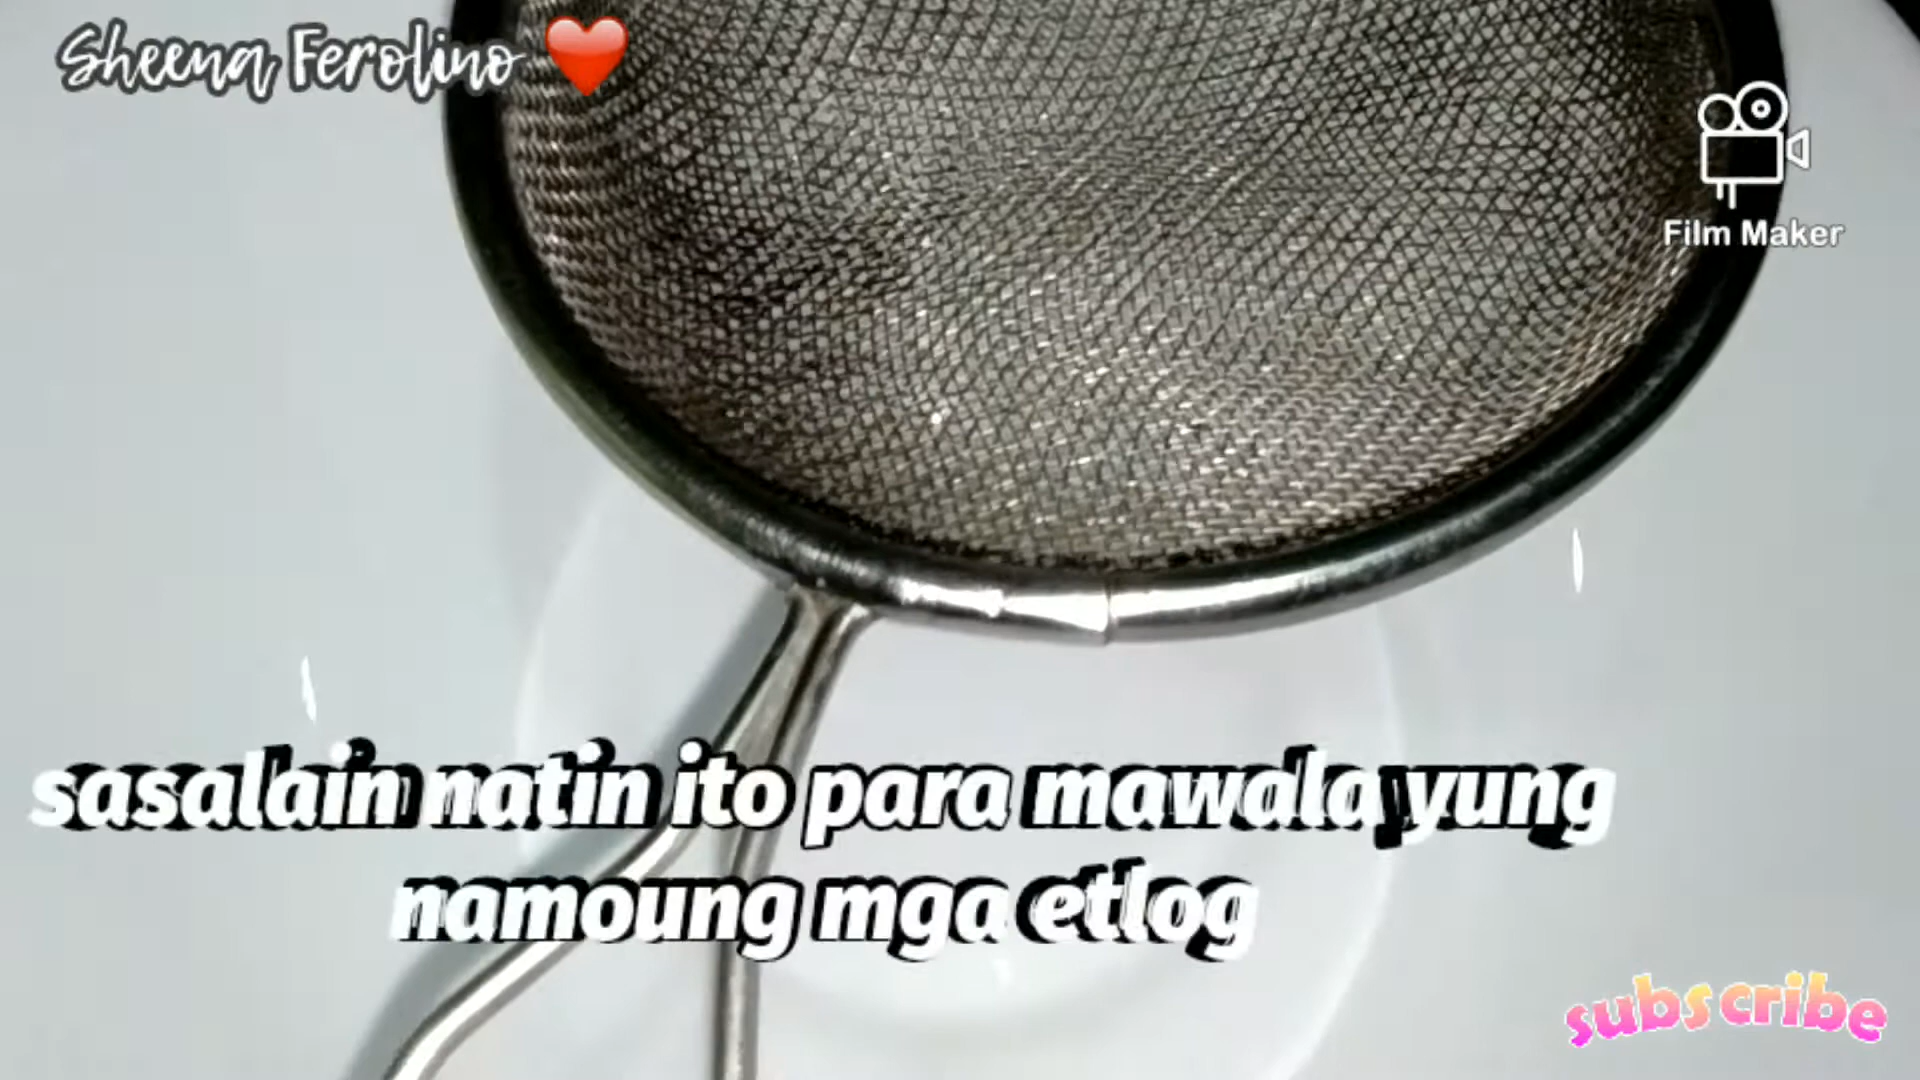 Sheena Ferolino
Film Maker
sasalain natin ito para mawala yung
namoung mga etlog
subscribe